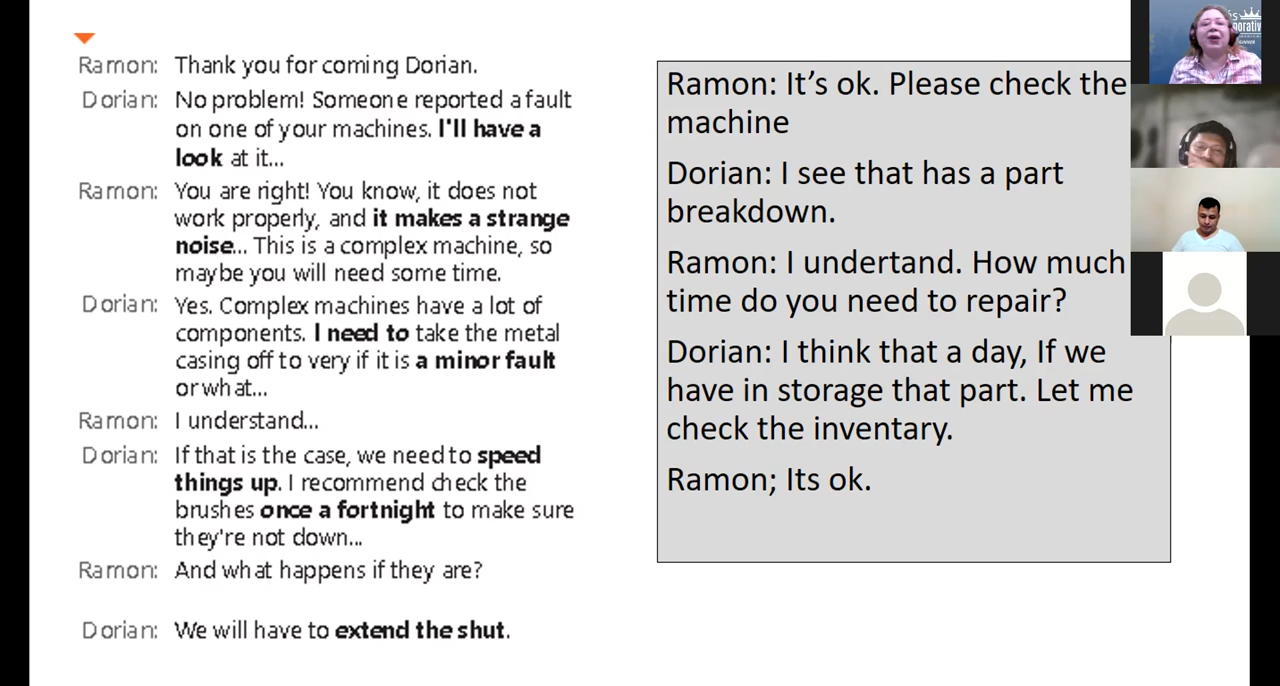 Ramon: Thank you for coming Dorian.
Dorian: No problem! Someone reported a fault
on one of your machines. I'll have a
look at it...
Ramon: You are right! You know, it does not
work properly, and it makes a strange
noise... This is a complex machine, so
maybe you will need some time.
Dorian: Yes. Complex machines have a lot of
components. I need to take the metal
casing off to very if it is a minor fault
or what...
Ramon: I understand...
Dorian: If that is the case, we need to speed
things up. I recommend check the
brushes once a fortnight to make sure
they're not down...
Ramon: And what happens if they are?
Dorian: We will have to extend the shut.
Ramon: It’s ok. Please check the
machine
Dorian: I see that has a part
breakdown.
Ramon: I undertand. How much
time do you need to repair?
Dorian: I think that a day, If we
have in storage that part. Let me
check the inventary.
Ramon; Its ok.